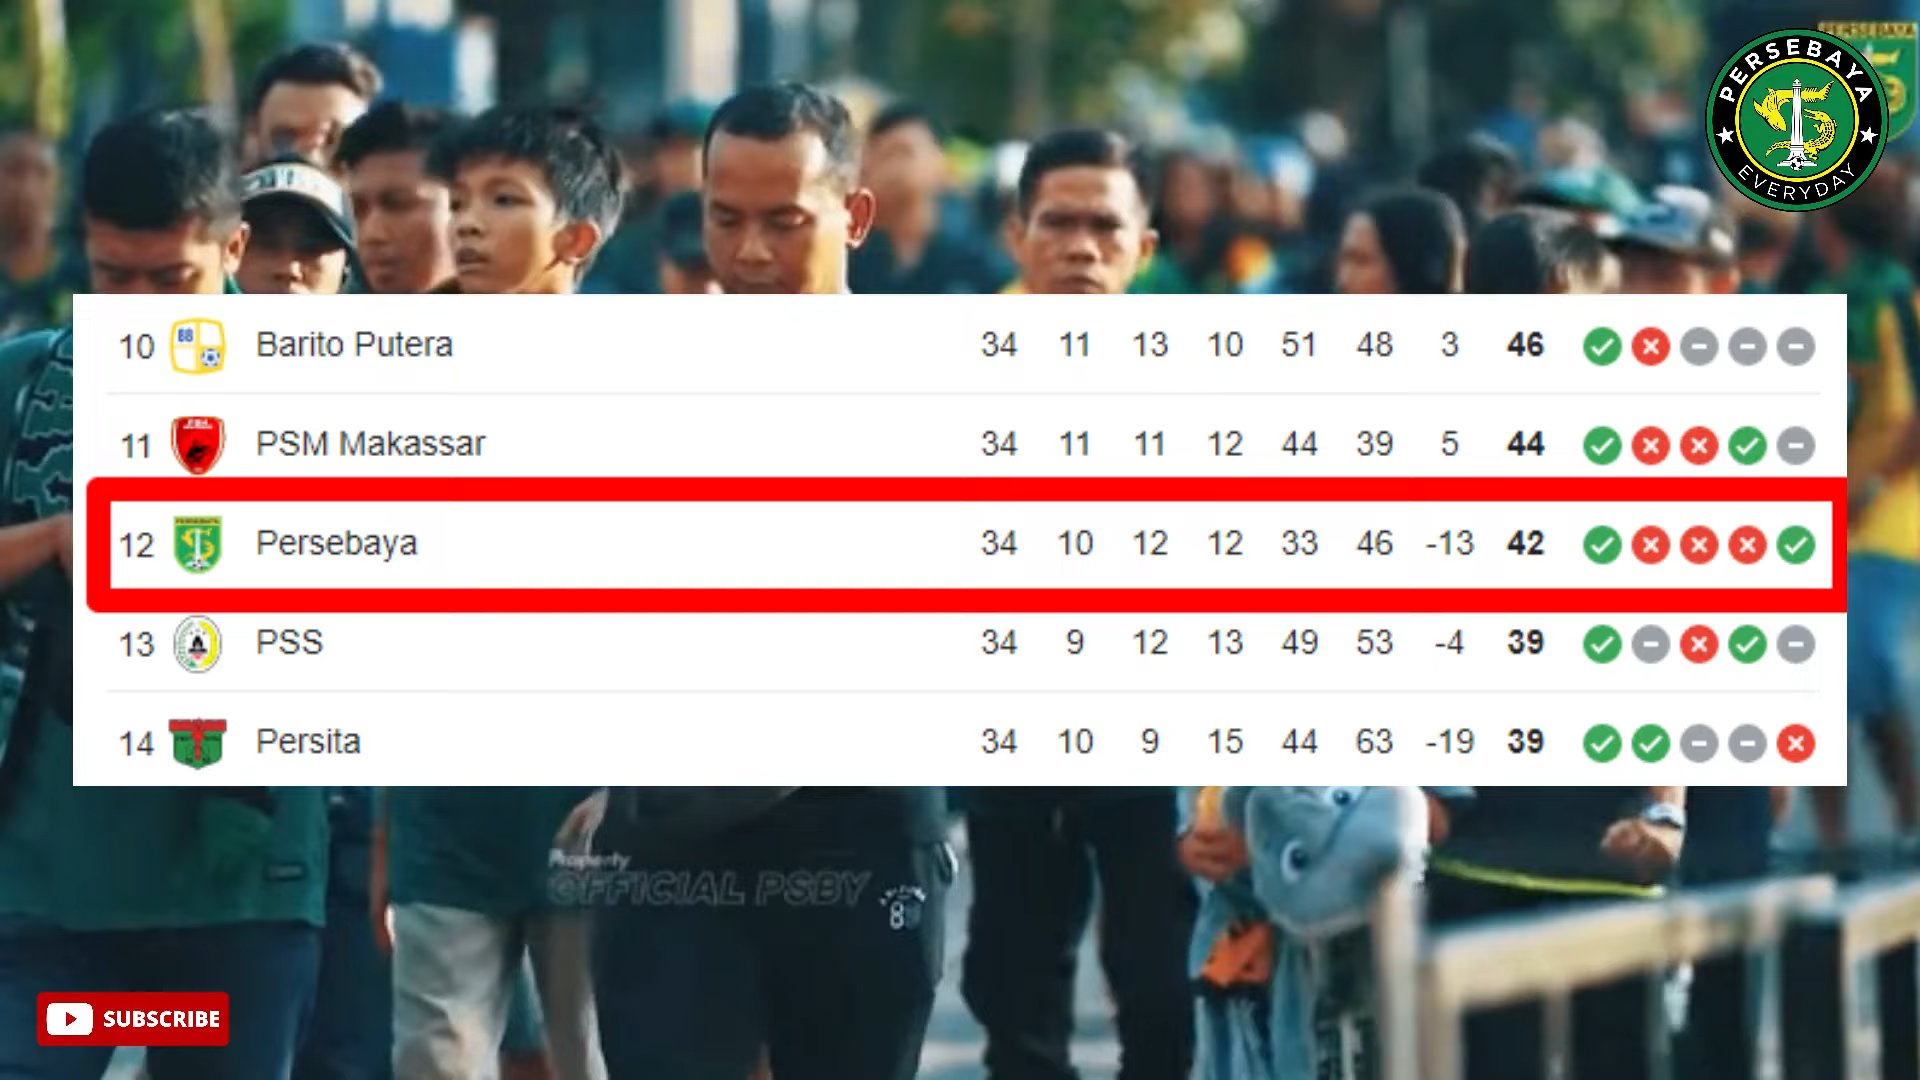 PERSEBAYA
PERSEBAYA
EVERYDAY
10 88 Barito Putera 34 11 13 10 51 48 3 46
11 PSM Makassar 34 11 11 12 44 39 5 44
12 Persebaya 34 10 12 12 33 46 -13 42
13 PSS 34 9 12 13 49 53 -4 39
14 Persita 34 10 9 15 44 63 -19 39
Property
OFFICIAL PSBY
SUBSCRIBE